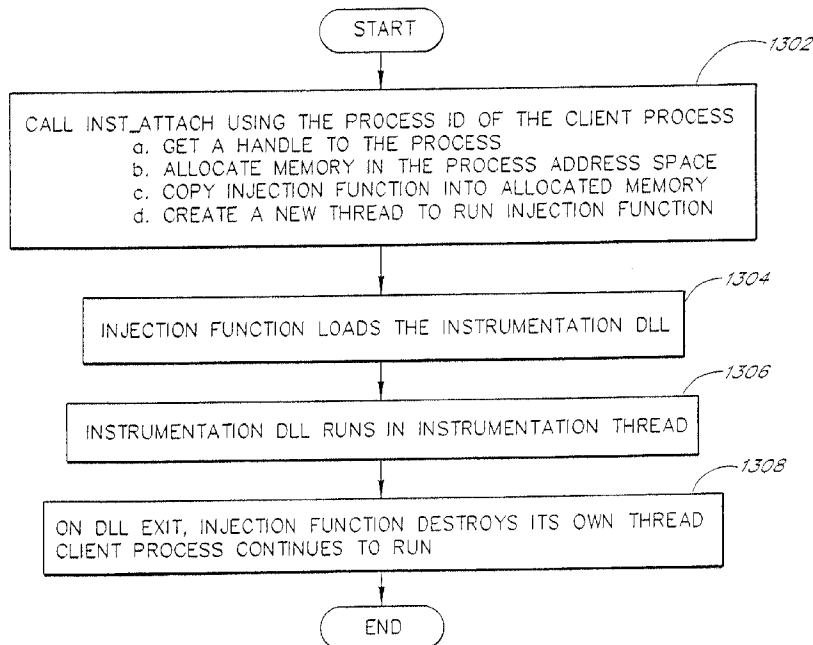 START
1302
CALL INST_ATTACH USING THE PROCESS ID OF THE CLIENT PROCESS
a. GET A HANDLE TO THE PROCESS
b. ALLOCATE MEMORY IN THE PROCESS ADDRESS SPACE
c. COPY INJECTION FUNCTION INTO ALLOCATED MEMORY
d. CREATE A NEW THREAD TO RUN INJECTION FUNCTION
1304
INJECTION FUNCTION LOADS THE INSTRUMENTATION DLL
1306
INSTRUMENTATION DLL RUNS IN INSTRUMENTATION THREAD
1308
ON DLL EXIT, INJECTION FUNCTION DESTROYS ITS OWN THREAD
CLIENT PROCESS CONTINUES TO RUN
END